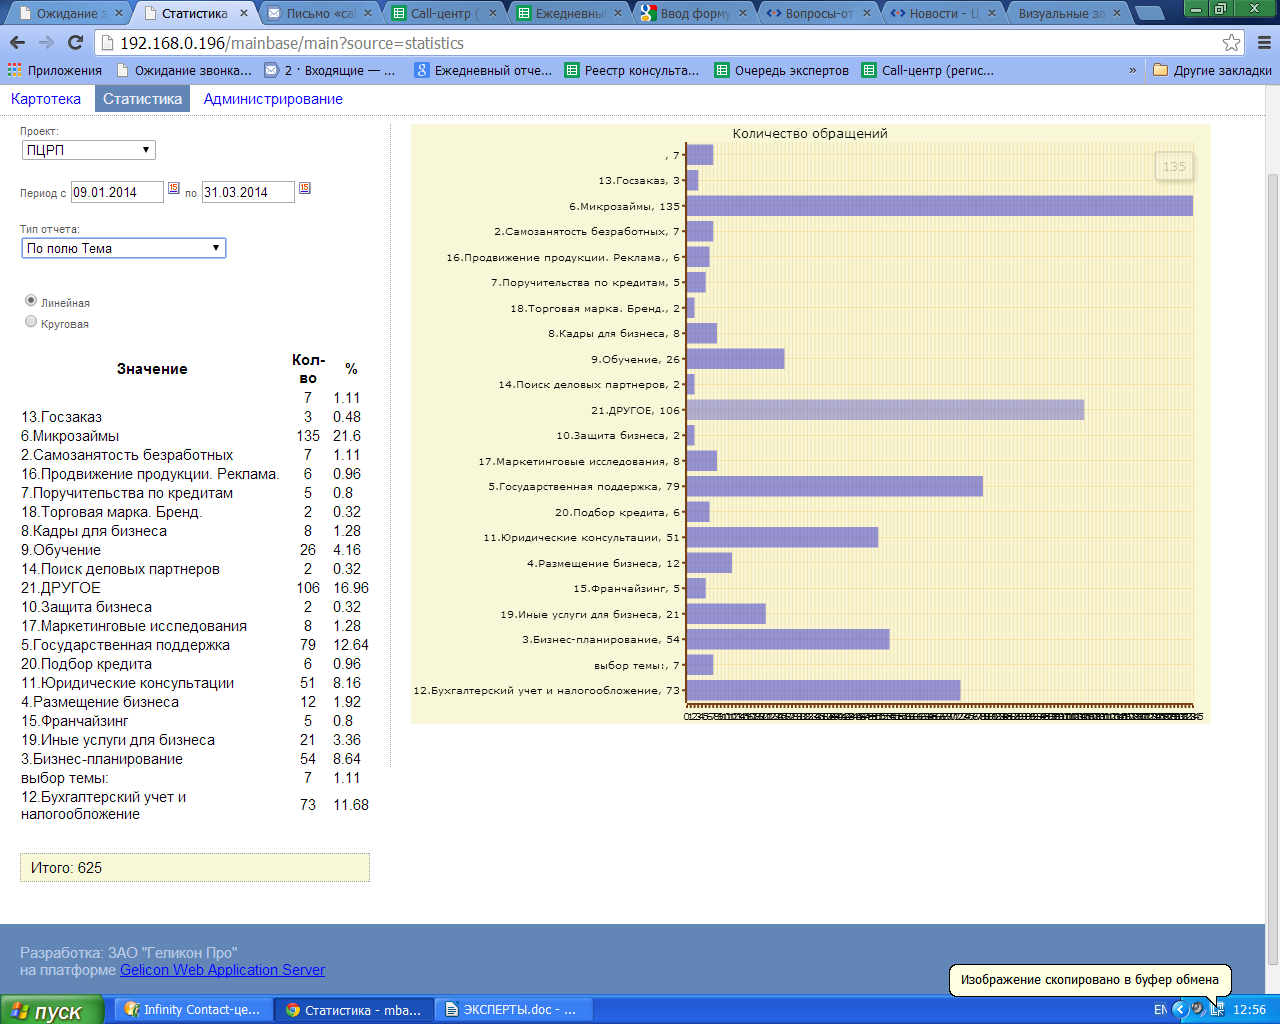 Ожидание з
Статистика
Письмо «са
Call-центр (
Ежедневны
Ввод форму
Вопросы-от
Новости - Ц
Визуальные за
192.168.0.196/mainbase/main?source=statistics
Приложения
Ожидание звонка...
2 · Входящие — ...
Ежедневный отче...
Реестр консульта...
Очередь экспертов
Call-центр (регис...
»
Другие закладки
Картотека
Статистика
Администрирование
Проект:
ПЦРП
Период с 09.01.2014 15 по 31.03.2014 15
Тип отчета:
По полю Тема
Линейная
Круговая
Значение Кол-во %
7 1.11
13.Госзаказ 3 0.48
6.Микрозаймы 135 21.6
2.Самозанятость безработных 7 1.11
16.Продвижение продукции. Реклама. 6 0.96
7.Поручительства по кредитам 5 0.8
18.Торговая марка. Бренд. 2 0.32
8.Кадры для бизнеса 8 1.28
9.Обучение 26 4.16
14.Поиск деловых партнеров 2 0.32
21.ДРУГОЕ 106 16.96
10.Защита бизнеса 2 0.32
17.Маркетинговые исследования 8 1.28
5.Государственная поддержка 79 12.64
20.Подбор кредита 6 0.96
11.Юридические консультации 51 8.16
4.Размещение бизнеса 12 1.92
15.Франчайзинг 5 0.8
19.Иные услуги для бизнеса 21 3.36
3.Бизнес-планирование 54 8.64
выбор темы: 7 1.11
12.Бухгалтерский учет и
налогообложение 73 11.68
Итого: 625
Количество обращений
135
, 7
13.Госзаказ, 3
6.Микрозаймы, 135
2.Самозанятость безработных, 7
16.Продвижение продукции. Реклама., 6
7.Поручительства по кредитам, 5
18.Торговая марка. Бренд., 2
8.Кадры для бизнеса, 8
9.Обучение, 26
14.Поиск деловых партнеров, 2
21.ДРУГОЕ, 106
10.Защита бизнеса, 2
17.Маркетинговые исследования, 8
5.Государственная поддержка, 79
20.Подбор кредита, 6
11.Юридические консультации, 51
4.Размещение бизнеса, 12
15.Франчайзинг, 5
19.Иные услуги для бизнеса, 21
3.Бизнес-планирование, 54
выбор темы:, 7
12.Бухгалтерский учет и налогообложение, 73
Разработка: ЗАО "Геликон Про"
на платформе Gelicon Web Application Server
Изображение скопировано в буфер обмена
пуск
Infinity Contact-це...
Статистика - mba...
ЭКСПЕРТЫ.doc - ...
EN
12:56